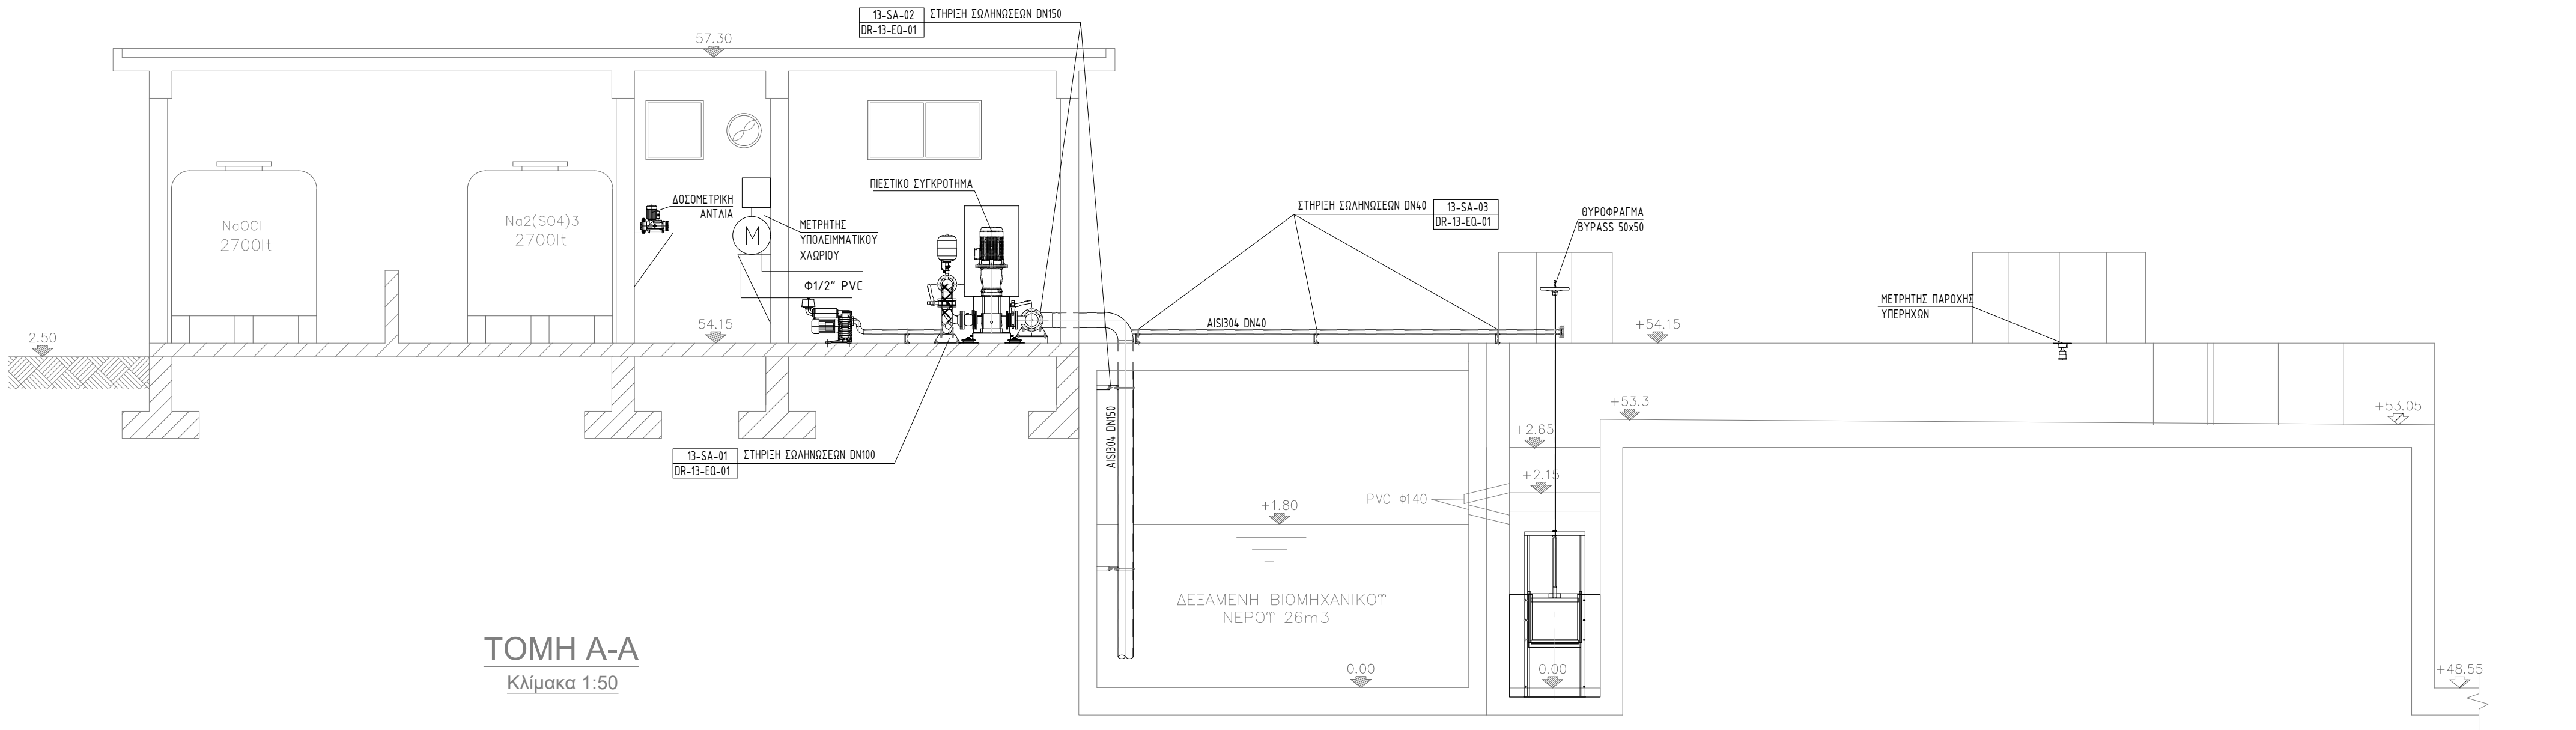 13-SA-02 ΣΤΗΡΙΞΗ ΣΩΛΗΝΩΣΕΩΝ DN150
DR-13-EQ-01
57.30
ΠΙΕΣΤΙΚΟ ΣΥΓΚΡΟΤΗΜΑ
ΔΟΣΟΜΕΤΡΙΚΗ
ΑΝΤΛΙΑ
NaOCl
2700lt
Na2(SO4)3
2700lt
M
ΜΕΤΡΗΤΗΣ
ΥΠΟΛΕΙΜΜΑΤΙΚΟΥ
ΧΛΩΡΙΟΥ
Φ1/2" PVC
ΣΤΗΡΙΞΗ ΣΩΛΗΝΩΣΕΩΝ DN40 13-SA-03
DR-13-EQ-01
ΘΥΡΟΦΡΑΓΜΑ
BYPASS 50x50
ΜΕΤΡΗΤΗΣ ΠΑΡΟΧΗΣ
ΥΠΕΡΗΧΩΝ
2.50
54.15
AISI304 DN40
+54.15
+53.3
+53.05
+2.65
+2.15
AISI304 DN150
13-SA-01 ΣΤΗΡΙΞΗ ΣΩΛΗΝΩΣΕΩΝ DN100
DR-13-EQ-01
PVC Φ140
+1.80
ΔΕΞΑΜΕΝΗ ΒΙΟΜΗΧΑΝΙΚΟΥ
ΝΕΡΟΥ 26m3
0.00
0.00
+48.55
ΤΟΜΗ Α-Α
Κλίμακα 1:50